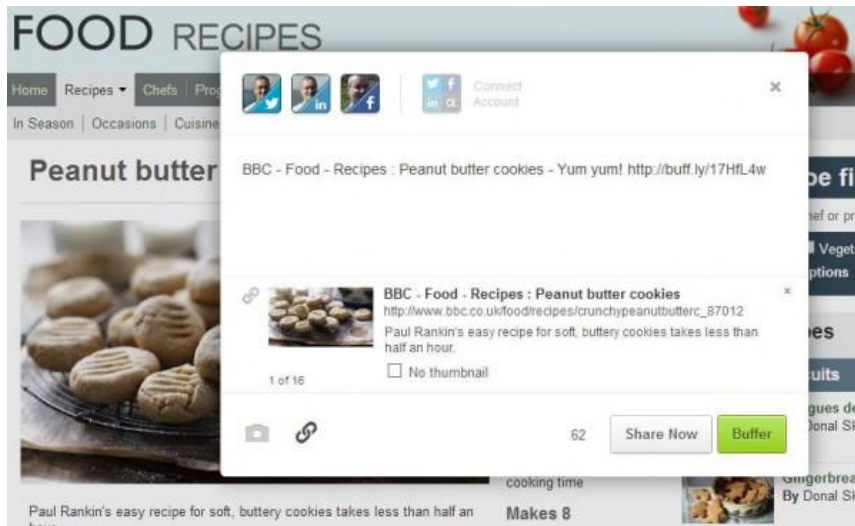 FOOD RECIPES
Home Recipes Chefs
In Season | Occasions | Cuisine
Peanut butter
Connect
Account
×
BBC - Food - Recipes : Peanut butter cookies - Yum yum! http://buff.ly/17HfL4w
BBC - Food - Recipes : Peanut butter cookies
×
http://www.bbc.co.uk/food/recipes/crunchypeanutbutterc_87012
Paul Rankin's easy recipe for soft, buttery cookies takes less than
half an hour.
1 of 16
No thumbnail
62
Share Now
Buffer
cooking time
Makes 8
Paul Rankin's easy recipe for soft, buttery cookies takes less than half an
By Donal